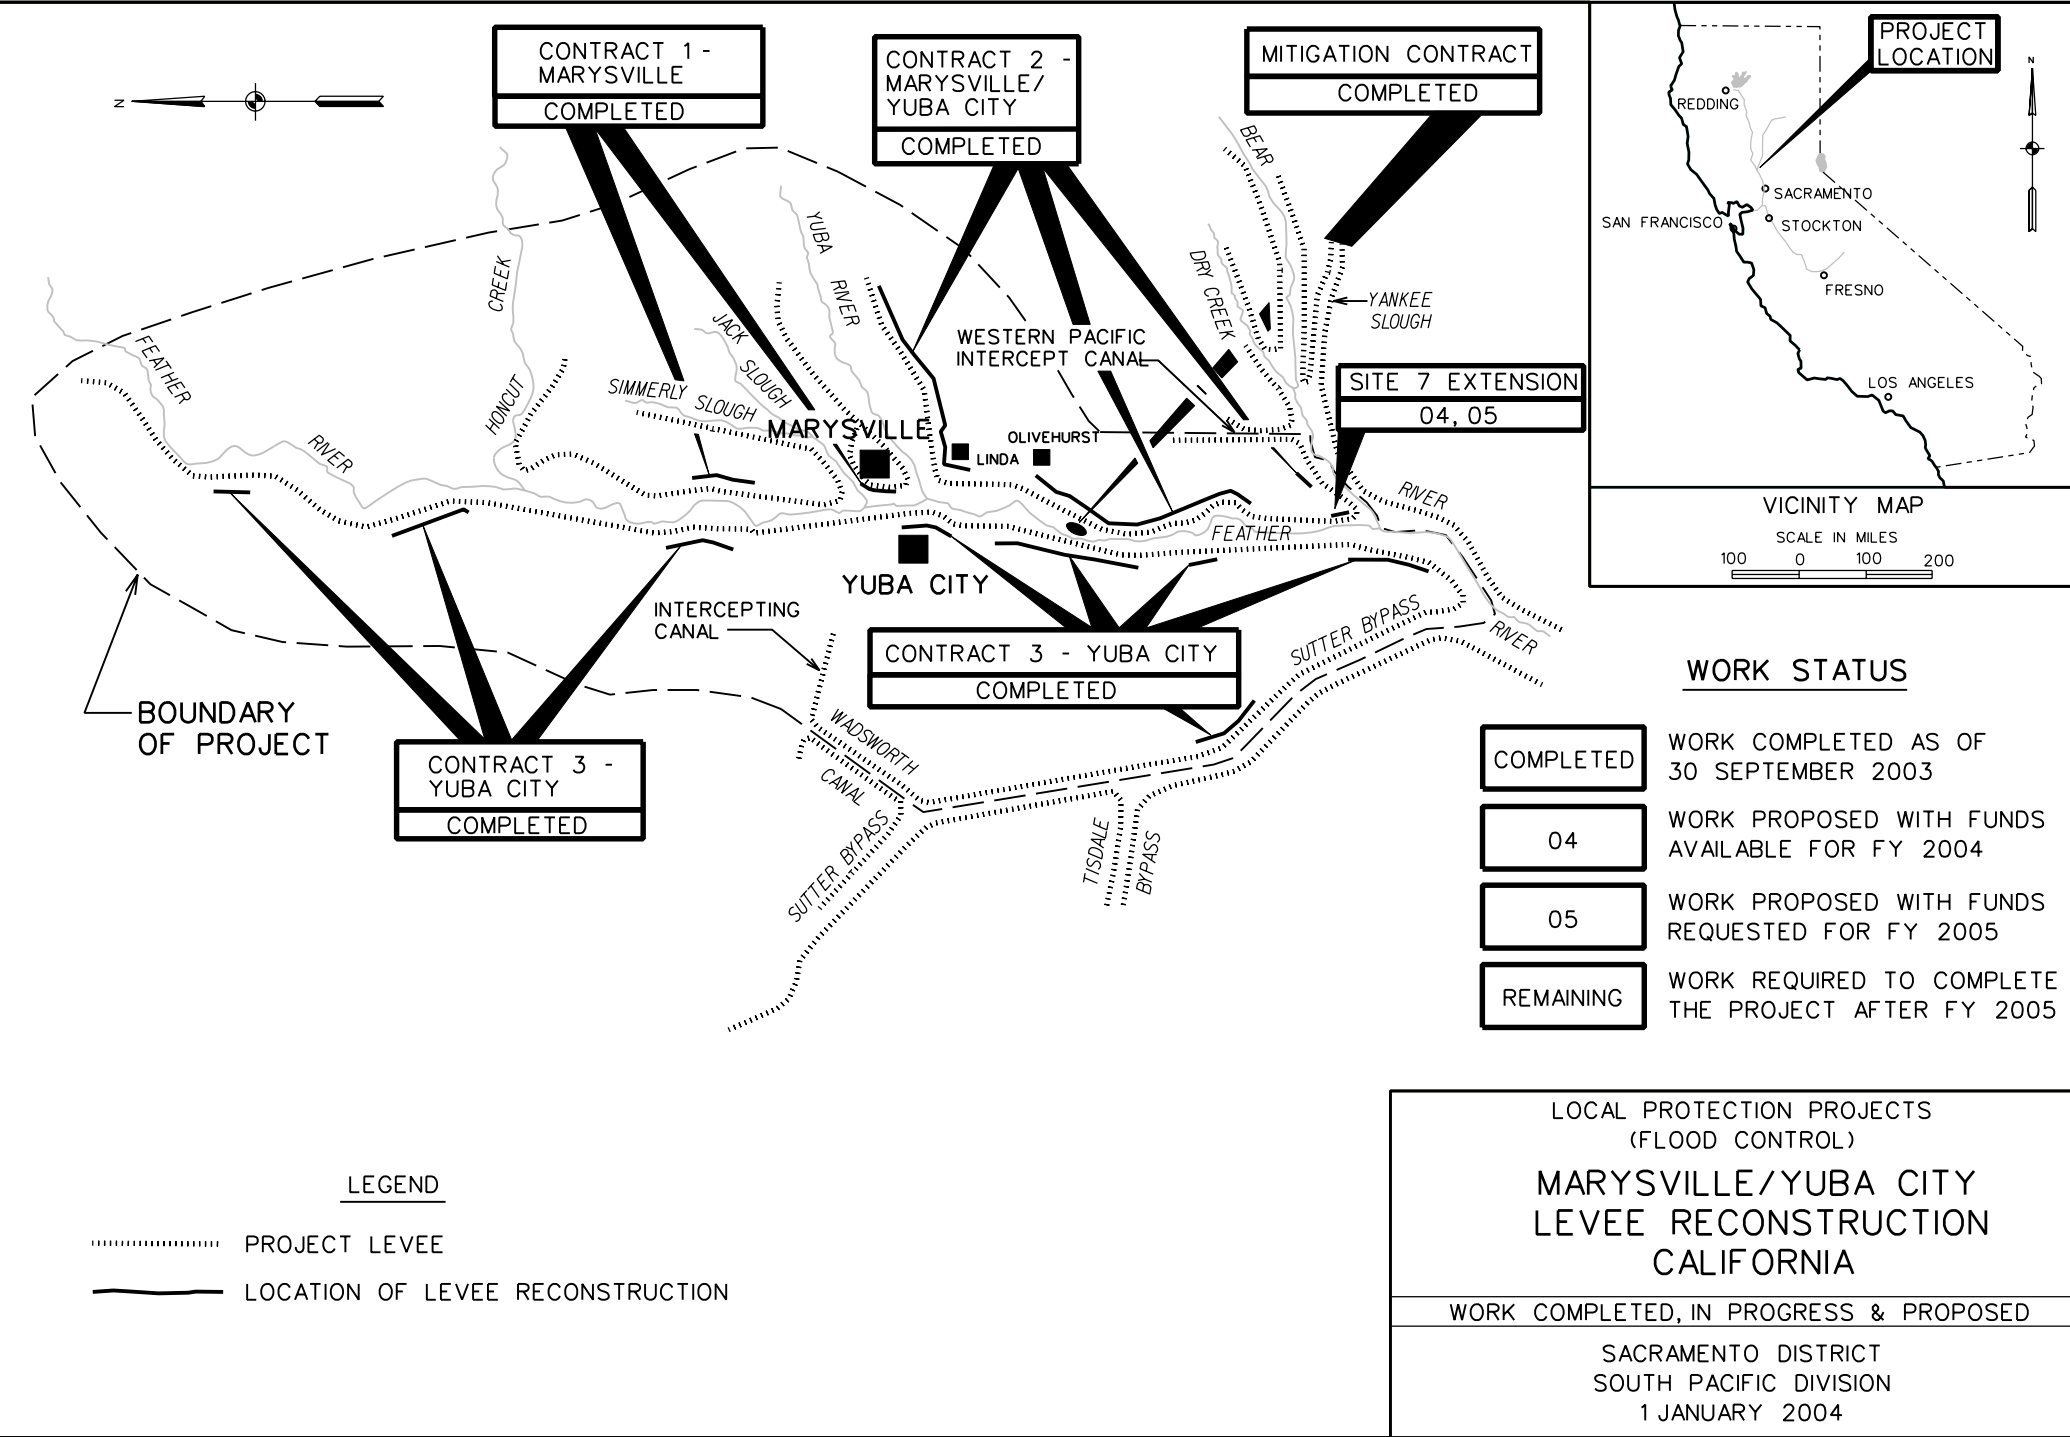 CONTRACT 1 -
MARYSVILLE
COMPLETED
CONTRACT 2 -
MARYSVILLE/
YUBA CITY
COMPLETED
MITIGATION CONTRACT
COMPLETED
N
BEAR
YUBA
RIVER
CREEK
HONCUT
DRY CREEK
YANKEE
SLOUGH
WESTERN PACIFIC
INTERCEPT CANAL
JACK
SLOUGH
SIMMERLY SLOUGH
FEATHER
RIVER
SITE 7 EXTENSION
04, 05
MARYSVILLE
LINDA
OLIVEHURST
RIVER
FEATHER
YUBA CITY
INTERCEPTING
CANAL
CONTRACT 3 - YUBA CITY
COMPLETED
SUTTER BYPASS
RIVER
BOUNDARY
OF PROJECT
CONTRACT 3 -
YUBA CITY
COMPLETED
WADSWORTH
CANAL
SUTTER BYPASS
TISDALE
BYPASS
PROJECT
LOCATION
N
REDDING
SACRAMENTO
SAN FRANCISCO
STOCKTON
FRESNO
LOS ANGELES
VICINITY MAP
SCALE IN MILES
100 0 100 200
WORK STATUS
COMPLETED
WORK COMPLETED AS OF
30 SEPTEMBER 2003
04
WORK PROPOSED WITH FUNDS
AVAILABLE FOR FY 2004
05
WORK PROPOSED WITH FUNDS
REQUESTED FOR FY 2005
REMAINING
WORK REQUIRED TO COMPLETE
THE PROJECT AFTER FY 2005
LEGEND
PROJECT LEVEE
LOCATION OF LEVEE RECONSTRUCTION
LOCAL PROTECTION PROJECTS
(FLOOD CONTROL)
MARYSVILLE/YUBA CITY
LEVEE RECONSTRUCTION
CALIFORNIA
WORK COMPLETED, IN PROGRESS & PROPOSED
SACRAMENTO DISTRICT
SOUTH PACIFIC DIVISION
1 JANUARY 2004